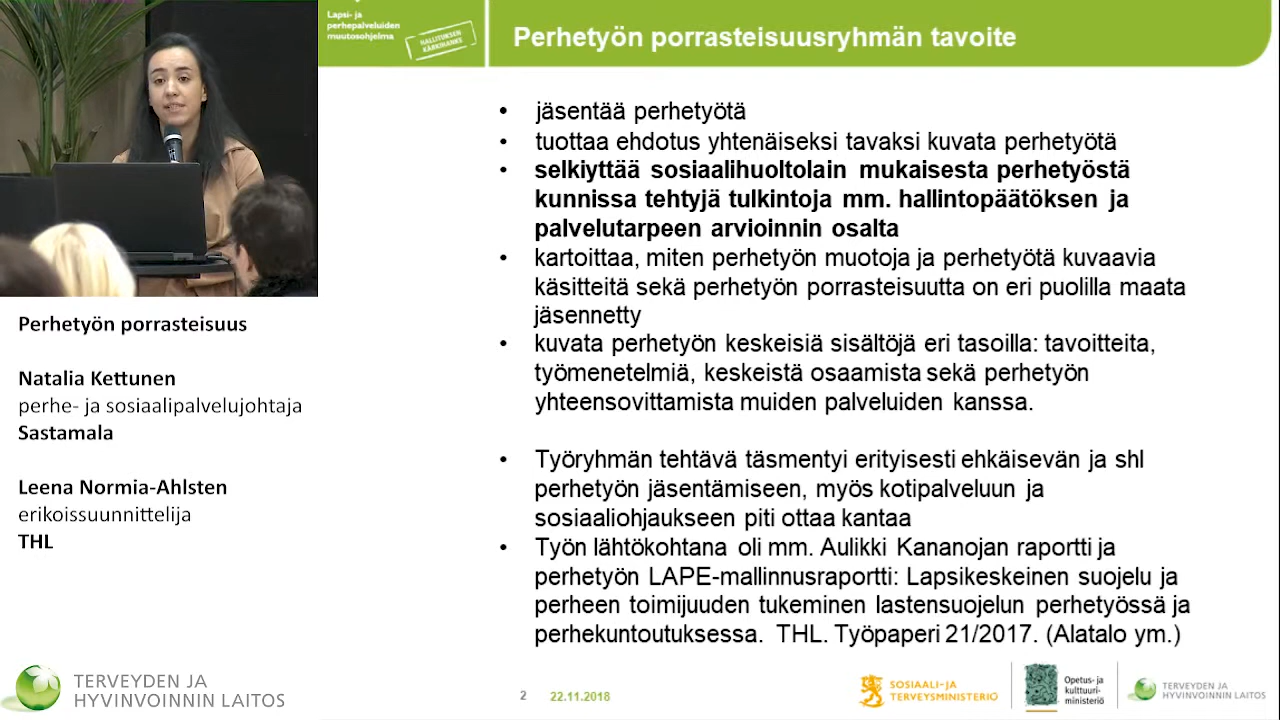 Lapsi- ja
perhepalveluiden
muutosohjelma
HALLITUKSEN
KÄRKIHANKE
Perhetyön porrasteisuusryhmän tavoite
• jäsentää perhetyötä
• tuottaa ehdotus yhtenäiseksi tavaksi kuvata perhetyötä
• selkiyttää sosiaalihuoltolain mukaisesta perhetyöstä
kunnissa tehtyjä tulkintoja mm. hallintopäätöksen ja
palvelutarpeen arvioinnin osalta
• kartoittaa, miten perhetyön muotoja ja perhetyötä kuvaavia
käsitteitä sekä perhetyön porrasteisuutta on eri puolilla maata
jäsennetty
• kuvata perhetyön keskeisiä sisältöjä eri tasoilla: tavoitteita,
työmenetelmiä, keskeistä osaamista sekä perhetyön
yhteensovittamista muiden palveluiden kanssa.
• Työryhmän tehtävä täsmentyi erityisesti ehkäisevän ja shl
perhetyön jäsentämiseen, myös kotipalveluun ja
sosiaaliohjaukseen piti ottaa kantaa
• Työn lähtökohtana oli mm. Aulikki Kananojan raportti ja
perhetyön LAPE-mallinnusraportti: Lapsikeskeinen suojelu ja
perheen toimijuuden tukeminen lastensuojelun perhetyössä ja
perhekuntoutuksessa. THL. Työpaperi 21/2017. (Alatalo ym.)
Perhetyön porrasteisuus
Natalia Kettunen
perhe- ja sosiaalipalvelujohtaja
Sastamala
Leena Normia-Ahlsten
erikoissuunnittelija
THL
TERVEYDEN JA
HYVINVOINNIN LAITOS
2 22.11.2018
SOSIAALI- JA
TERVEYSMINISTERIÖ
Opetus- ja
kulttuuri-
ministeriö
TERVEYDEN JA
HYVINVOINNIN LAITOS